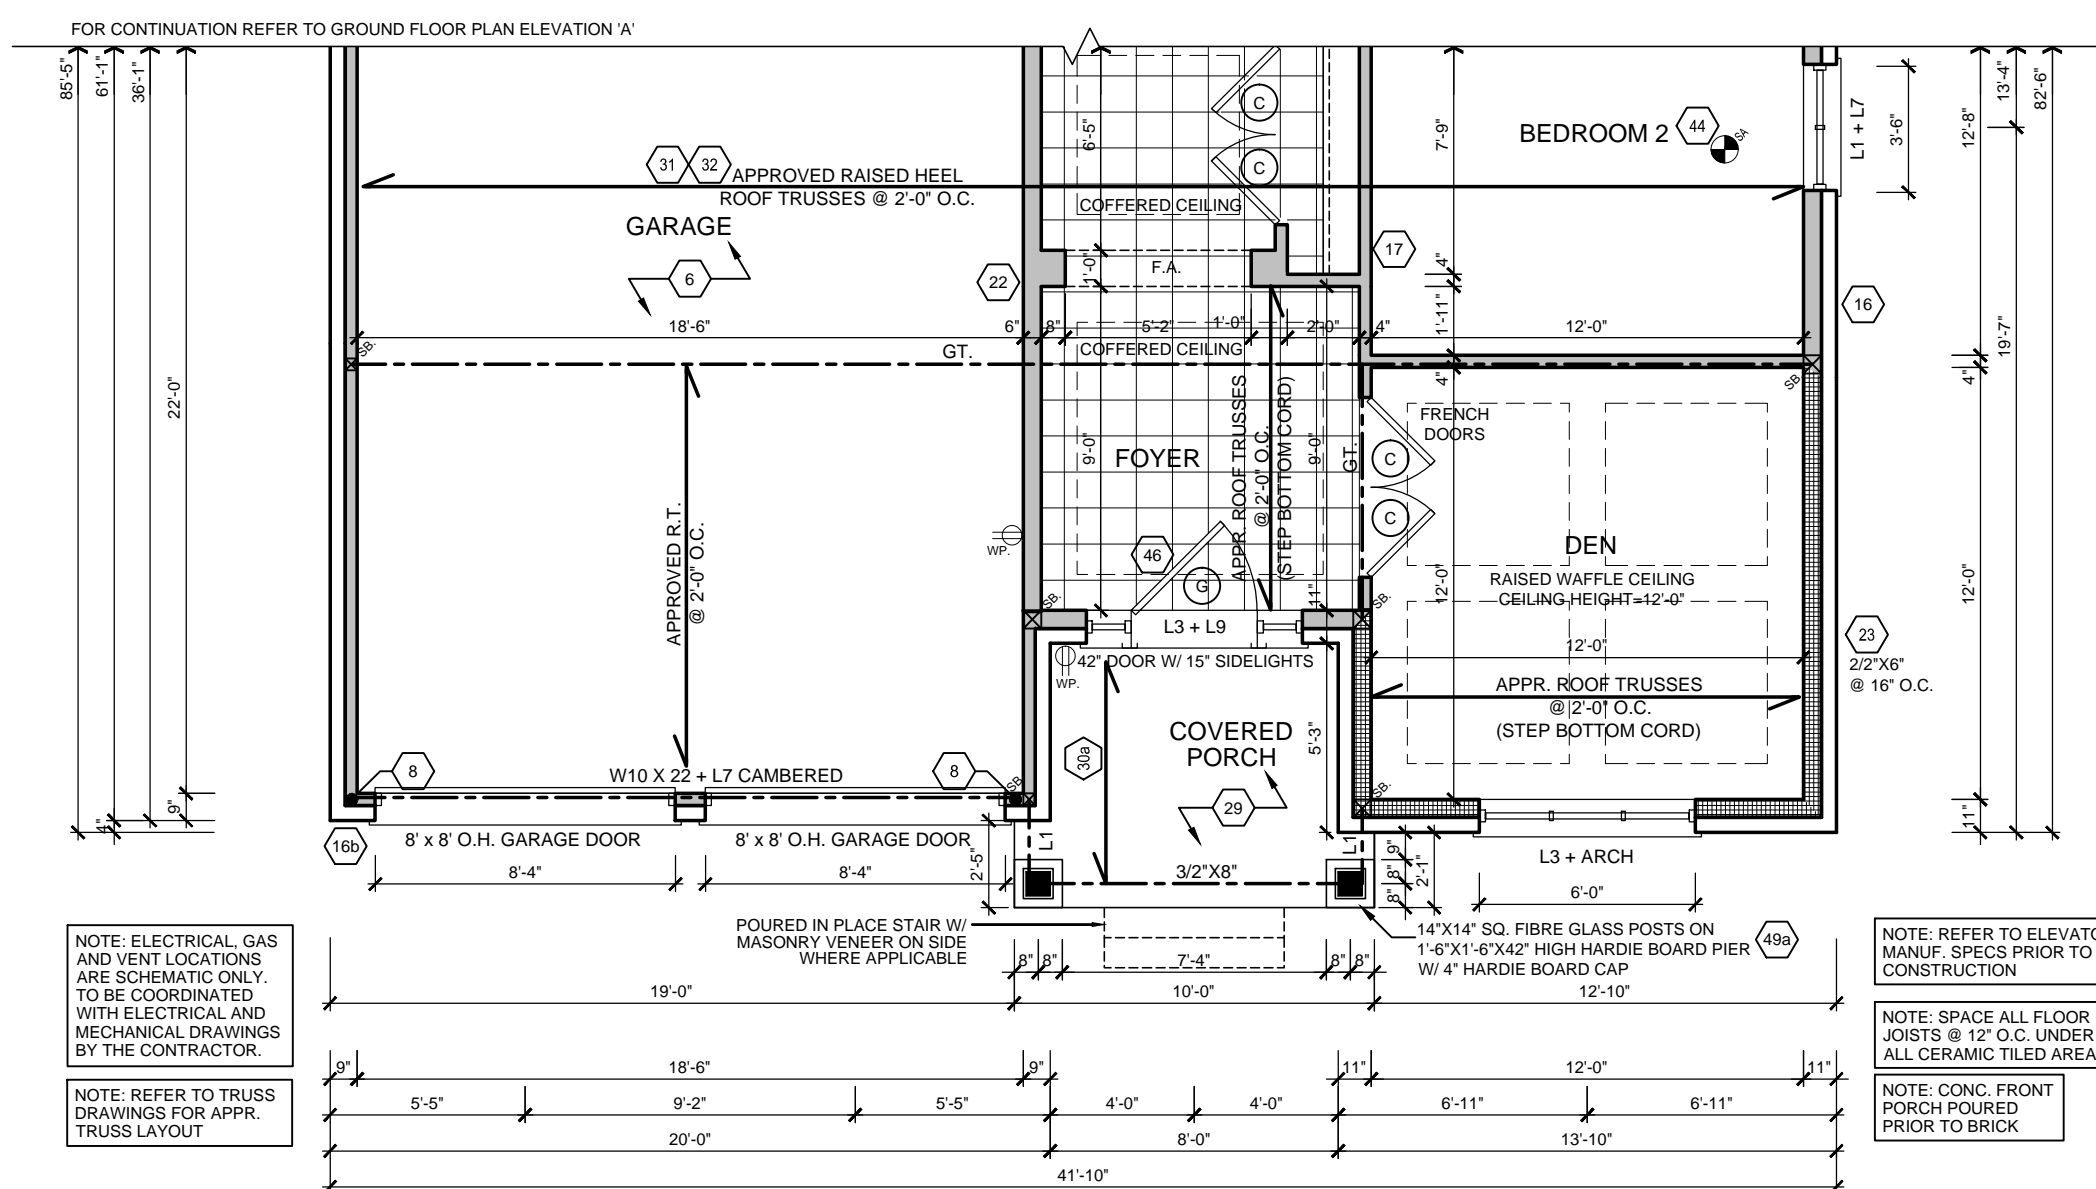 FOR CONTINUATION REFER TO GROUND FLOOR PLAN ELEVATION 'A'
85'-5"
61'-1"
36'-1"
22'-0"
9"
4"
31
32
APPROVED RAISED HEEL
ROOF TRUSSES @ 2'-0" O.C.
GARAGE
6
22
18'-6"
6"
8"
5'-2"
1'-0"
2'-0"
4"
12'-0"
SB.
GT.
6'-5"
C
C
COFFERED CEILING
F.A.
1'-0"
COFFERED CEILING
17
7'-9"
4"
1'-11"
4"
BEDROOM 2
44
SA
L1 + L7
3'-6"
12'-8"
13'-4"
82'-6"
16
19'-7"
4"
SB.
APPROVED R.T.
@ 2'-0" O.C.
9'-0"
FOYER
APPR. ROOF TRUSSES
@ 2'-0" O.C.
(STEP BOTTOM CORD)
9'-0"
GT.
FRENCH
DOORS
C
C
WP.
46
G
11"
SB.
SB.
L3 + L9
42" DOOR W/ 15" SIDELIGHTS
WP.
DEN
RAISED WAFFLE CEILING
CEILING HEIGHT=12'-0"
12'-0"
12'-0"
12'-0"
23
2/2"X6"
@ 16" O.C.
APPR. ROOF TRUSSES
@ 2'-0" O.C.
(STEP BOTTOM CORD)
COVERED
PORCH
30a
5'-3"
29
8
W10 X 22 + L7 CAMBERED
8
SB.
SB.
11"
16b
8' x 8' O.H. GARAGE DOOR
8' x 8' O.H. GARAGE DOOR
8'-4"
8'-4"
2'-5"
L1
L1
3/2"X8"
9"
8"
8"
2'-1"
L3 + ARCH
6'-0"
POURED IN PLACE STAIR W/
MASONRY VENEER ON SIDE
WHERE APPLICABLE
14"X14" SQ. FIBRE GLASS POSTS ON
1'-6"X1'-6"X42" HIGH HARDIE BOARD PIER
W/ 4" HARDIE BOARD CAP
49a
8"
8"
7'-4"
8"
8"
19'-0"
10'-0"
12'-10"
9"
18'-6"
9"
11"
12'-0"
11"
5'-5"
9'-2"
5'-5"
4'-0"
4'-0"
6'-11"
6'-11"
20'-0"
8'-0"
13'-10"
41'-10"
NOTE: ELECTRICAL, GAS
AND VENT LOCATIONS
ARE SCHEMATIC ONLY.
TO BE COORDINATED
WITH ELECTRICAL AND
MECHANICAL DRAWINGS
BY THE CONTRACTOR.
NOTE: REFER TO TRUSS
DRAWINGS FOR APPR.
TRUSS LAYOUT
NOTE: REFER TO ELEVATO
MANUF. SPECS PRIOR TO
CONSTRUCTION
NOTE: SPACE ALL FLOOR
JOISTS @ 12" O.C. UNDER
ALL CERAMIC TILED AREA
NOTE: CONC. FRONT
PORCH POURED
PRIOR TO BRICK